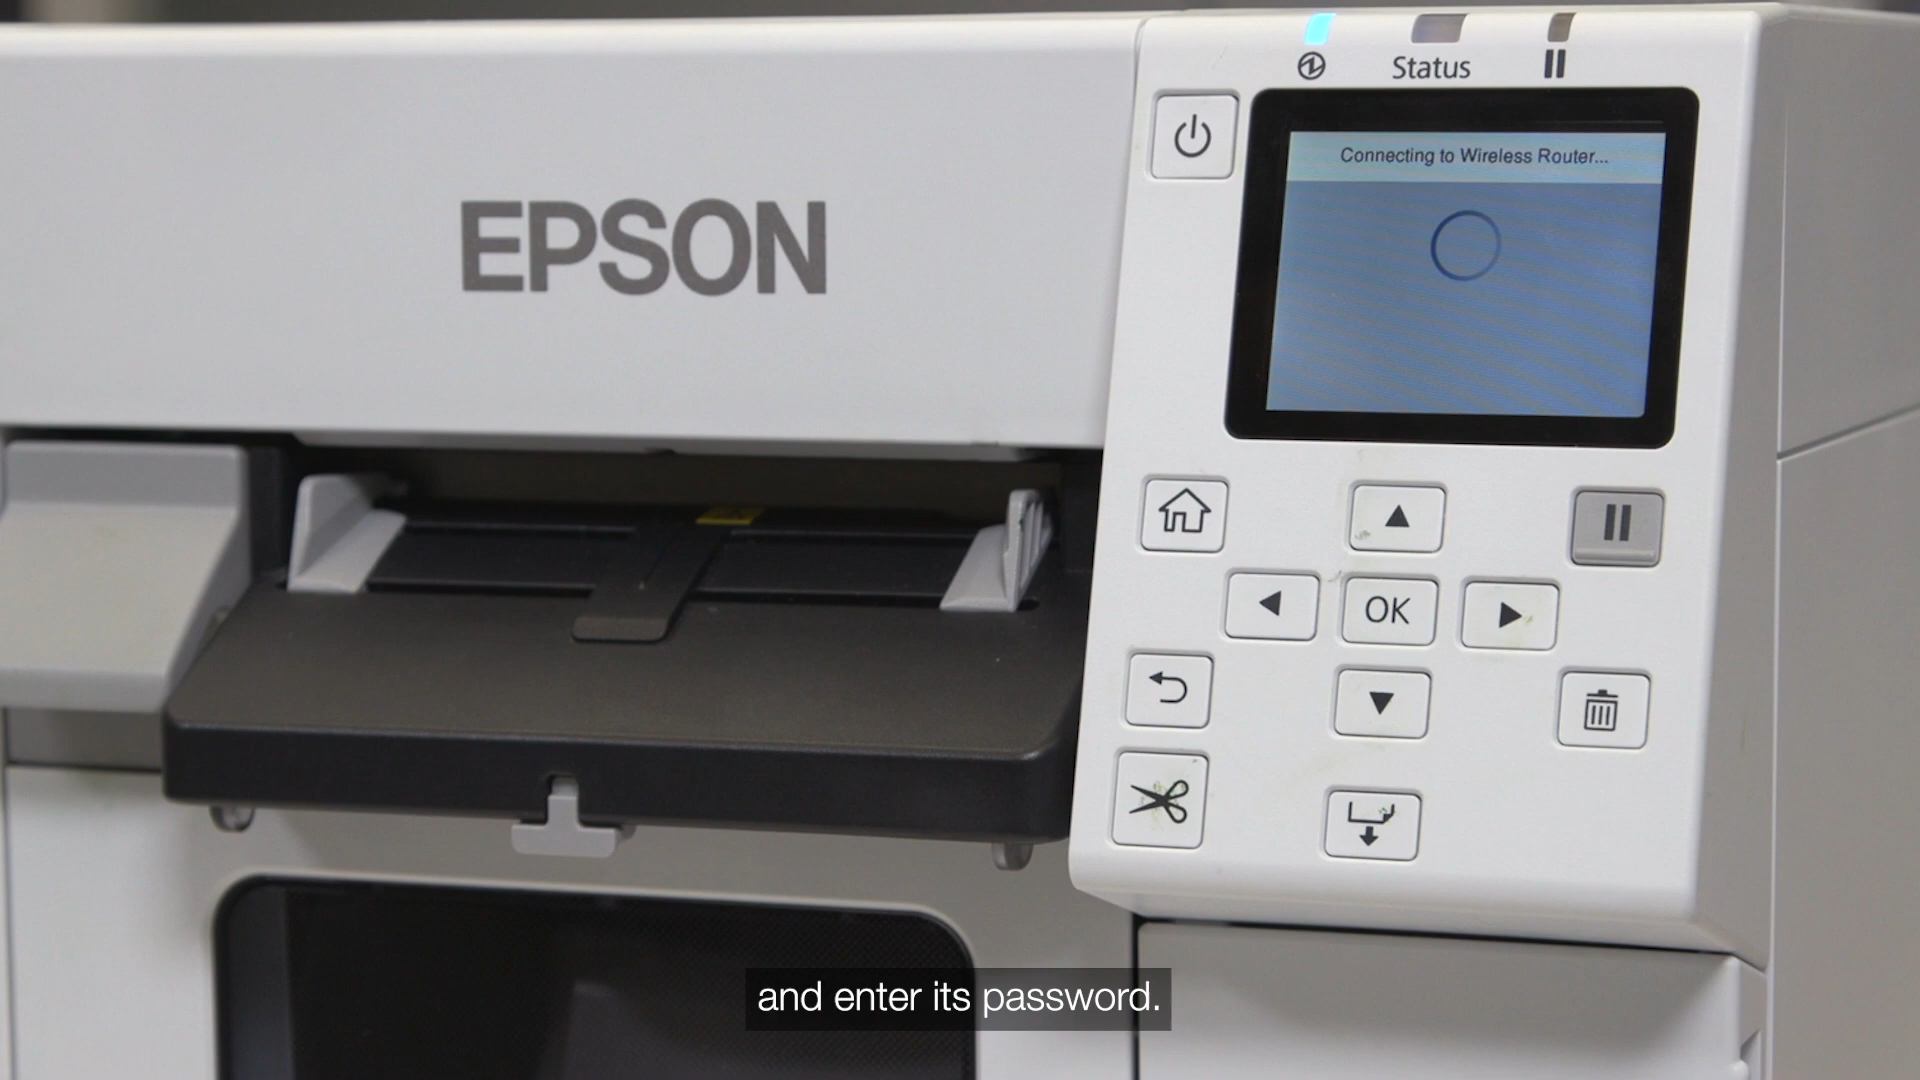 EPSON
Status
Connecting to Wireless Router...
OK
and enter its password.